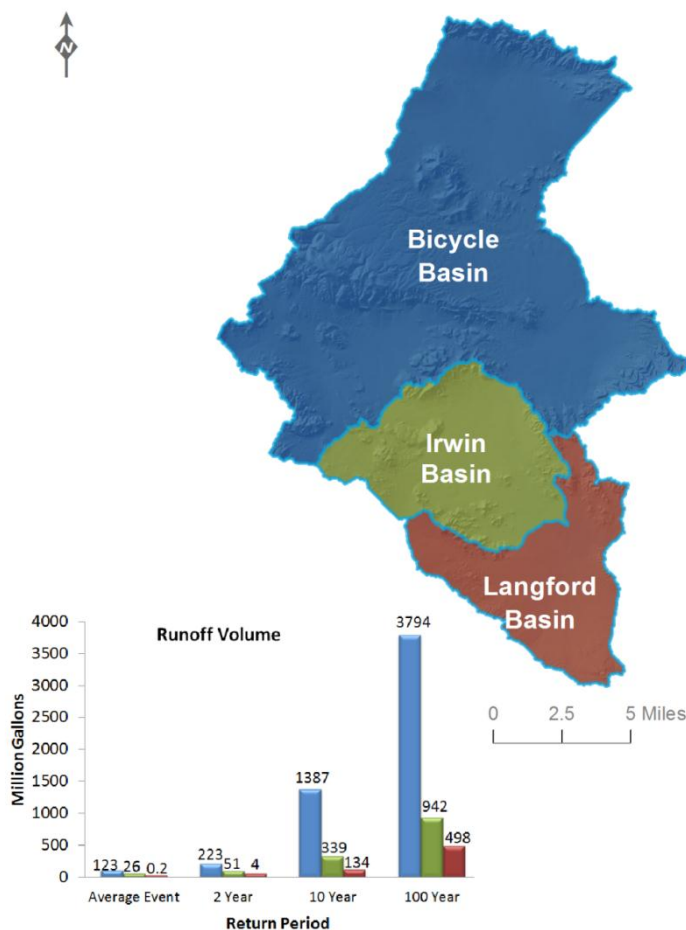 N
Bicycle
Basin
Irwin
Basin
Langford
Basin
0 2.5 5 Miles
Runoff Volume
Million Gallons
4000
3500
3000
2500
2000
1500
1000
500
0
123 26 0.2
223 51 4
1387 339 134
3794 942 498
Average Event 2 Year 10 Year 100 Year
Return Period